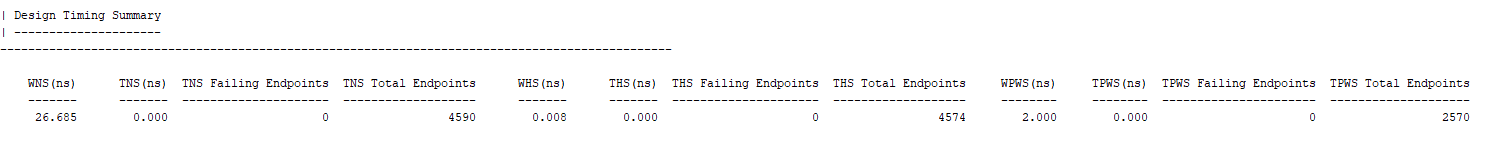 | Design Timing Summary
| ---------------------
------------------------------------------------------------------------------------------------
WNS(ns) TNS(ns) TNS Failing Endpoints TNS Total Endpoints WHS(ns) THS(ns) THS Failing Endpoints THS Total Endpoints WPWS(ns) TPWS(ns) TPWS Failing Endpoints TPWS Total Endpoints
------- ------- --------------------- ------------------- ------- ------- --------------------- ------------------- -------- -------- ---------------------- --------------------
26.685 0.000 0 4590 0.008 0.000 0 4574 2.000 0.000 0 2570